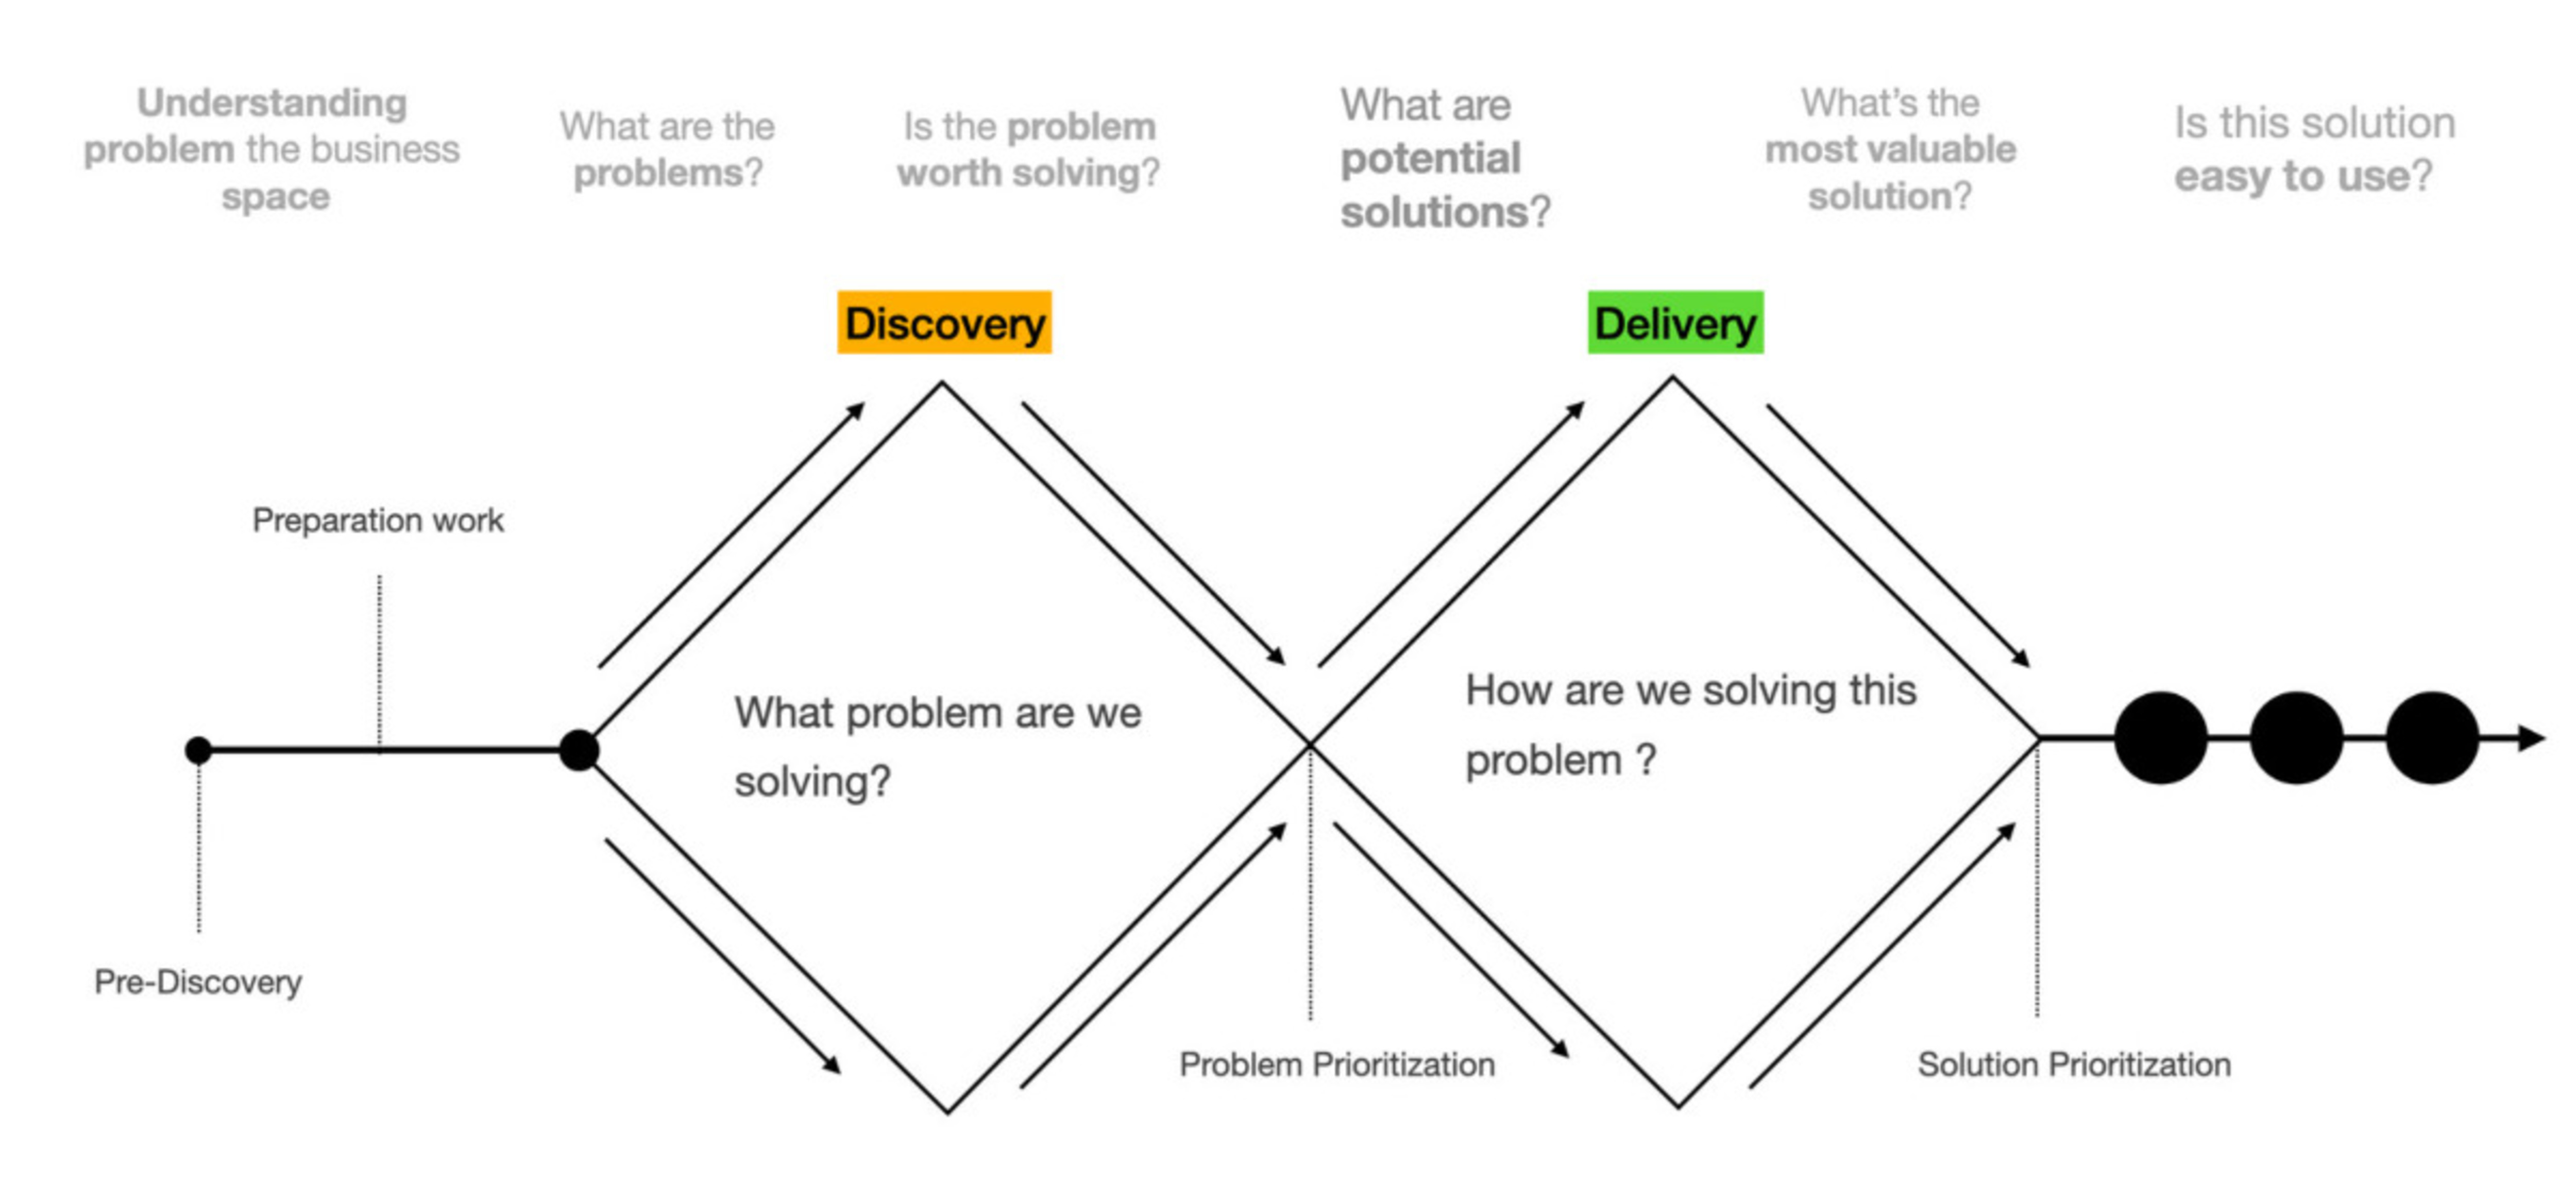 Understanding
problem the business
space
What are the
problems?
Is the problem
worth solving?
What are
potential
solutions?
What's the
most valuable
solution?
Is this solution
easy to use?
Discovery
Delivery
Preparation work
What problem are we
solving?
How are we solving this
problem ?
Pre-Discovery
Problem Prioritization
Solution Prioritization